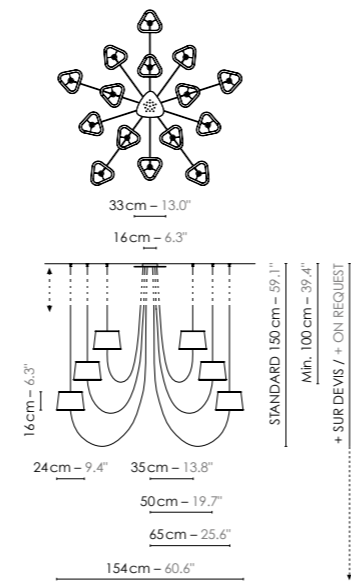 33cm – 13.0"
16cm – 6.3"
STANDARD 150cm – 59.1"
Min. 100cm – 39.4"
+ SUR DEVIS / + ON REQUEST
16cm – 6.3"
24cm – 9.4"
35cm – 13.8"
50cm – 19.7"
65cm – 25.6"
154cm – 60.6"